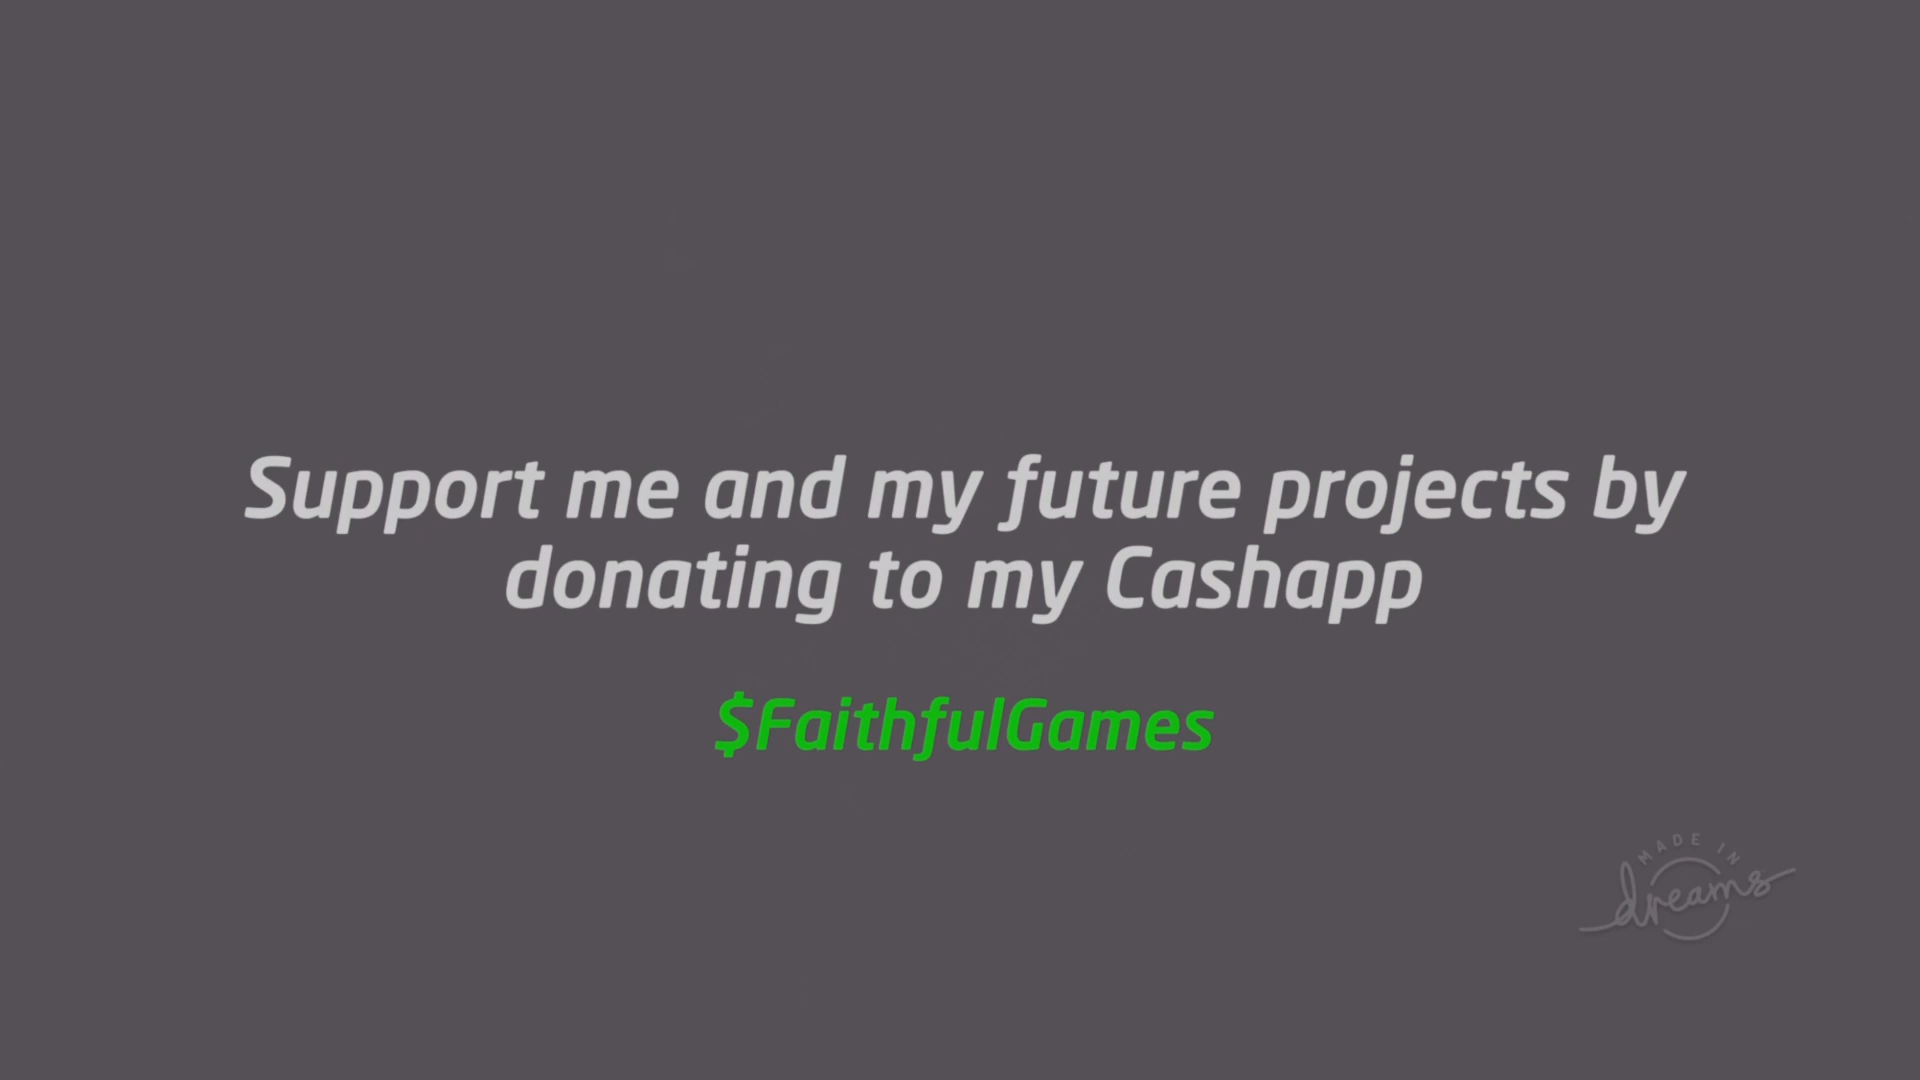 Support me and my future projects by
donating to my Cashapp
$FaithfulGames
MADE IN
dreams